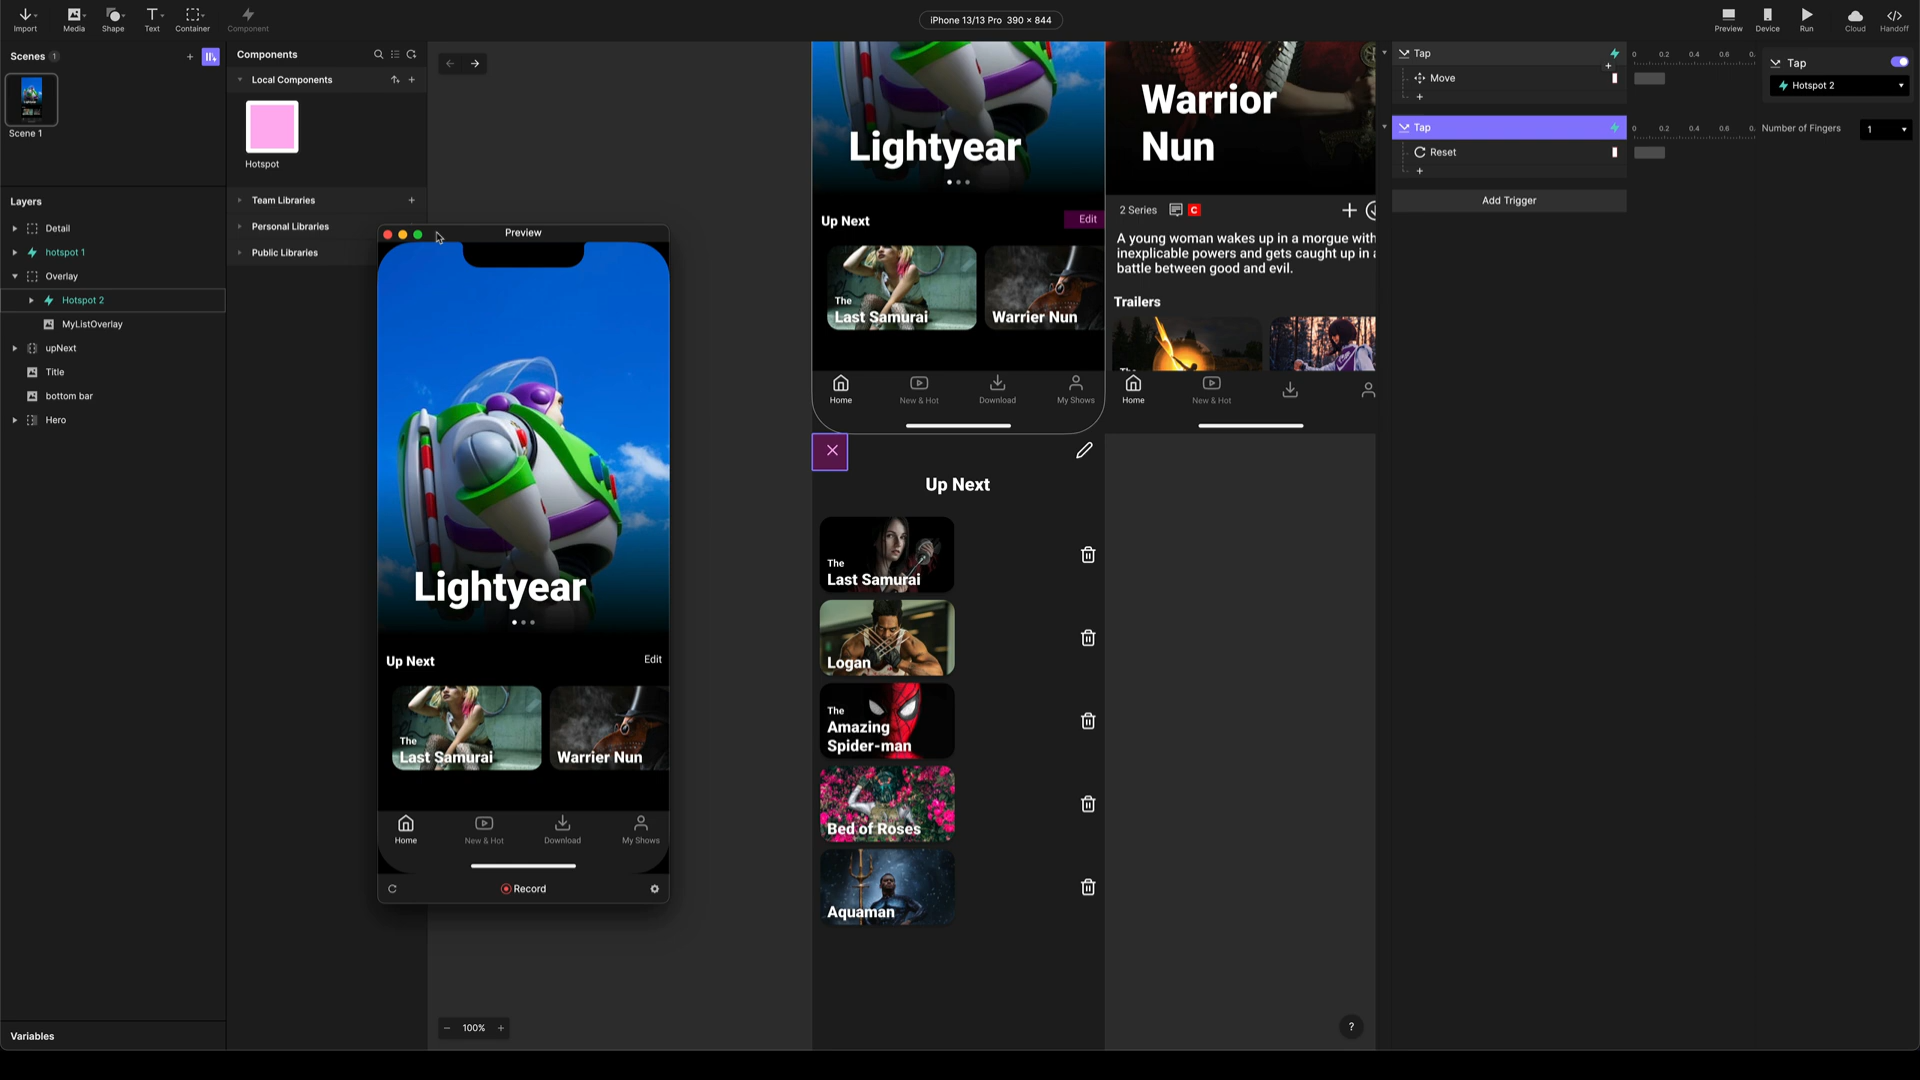 Import
Media
Shape
Text
Container
Component
iPhone 13/13 Pro 390 × 844
Preview
Device
Run
Cloud
Handoff
Scenes 1
Scene 1
Layers
Detail
hotspot 1
Overlay
Hotspot 2
MyListOverlay
upNext
Title
bottom bar
Hero
Variables
Components
Local Components
Hotspot
Team Libraries
Personal Libraries
Public Libraries
Preview
Lightyear
Up Next
Edit
The
Last Samurai
Warrier Nun
Home
New & Hot
Download
My Shows
Record
100%
Lightyear
Up Next
Edit
The
Last Samurai
Warrier Nun
Home
New & Hot
Download
My Shows
Up Next
The
Last Samurai
Logan
The
Amazing
Spider-man
Bed of Roses
Aquaman
Warrior
Nun
2 Series
C
A young woman wakes up in a morgue with
inexplicable powers and gets caught up in
battle between good and evil.
Trailers
The
Home
New & Hot
?
Tap
Move
Tap
Reset
Add Trigger
0 0.2 0.4 0.6 0.
0 0.2 0.4 0.6 0.
Tap
Hotspot 2
Number of Fingers
1